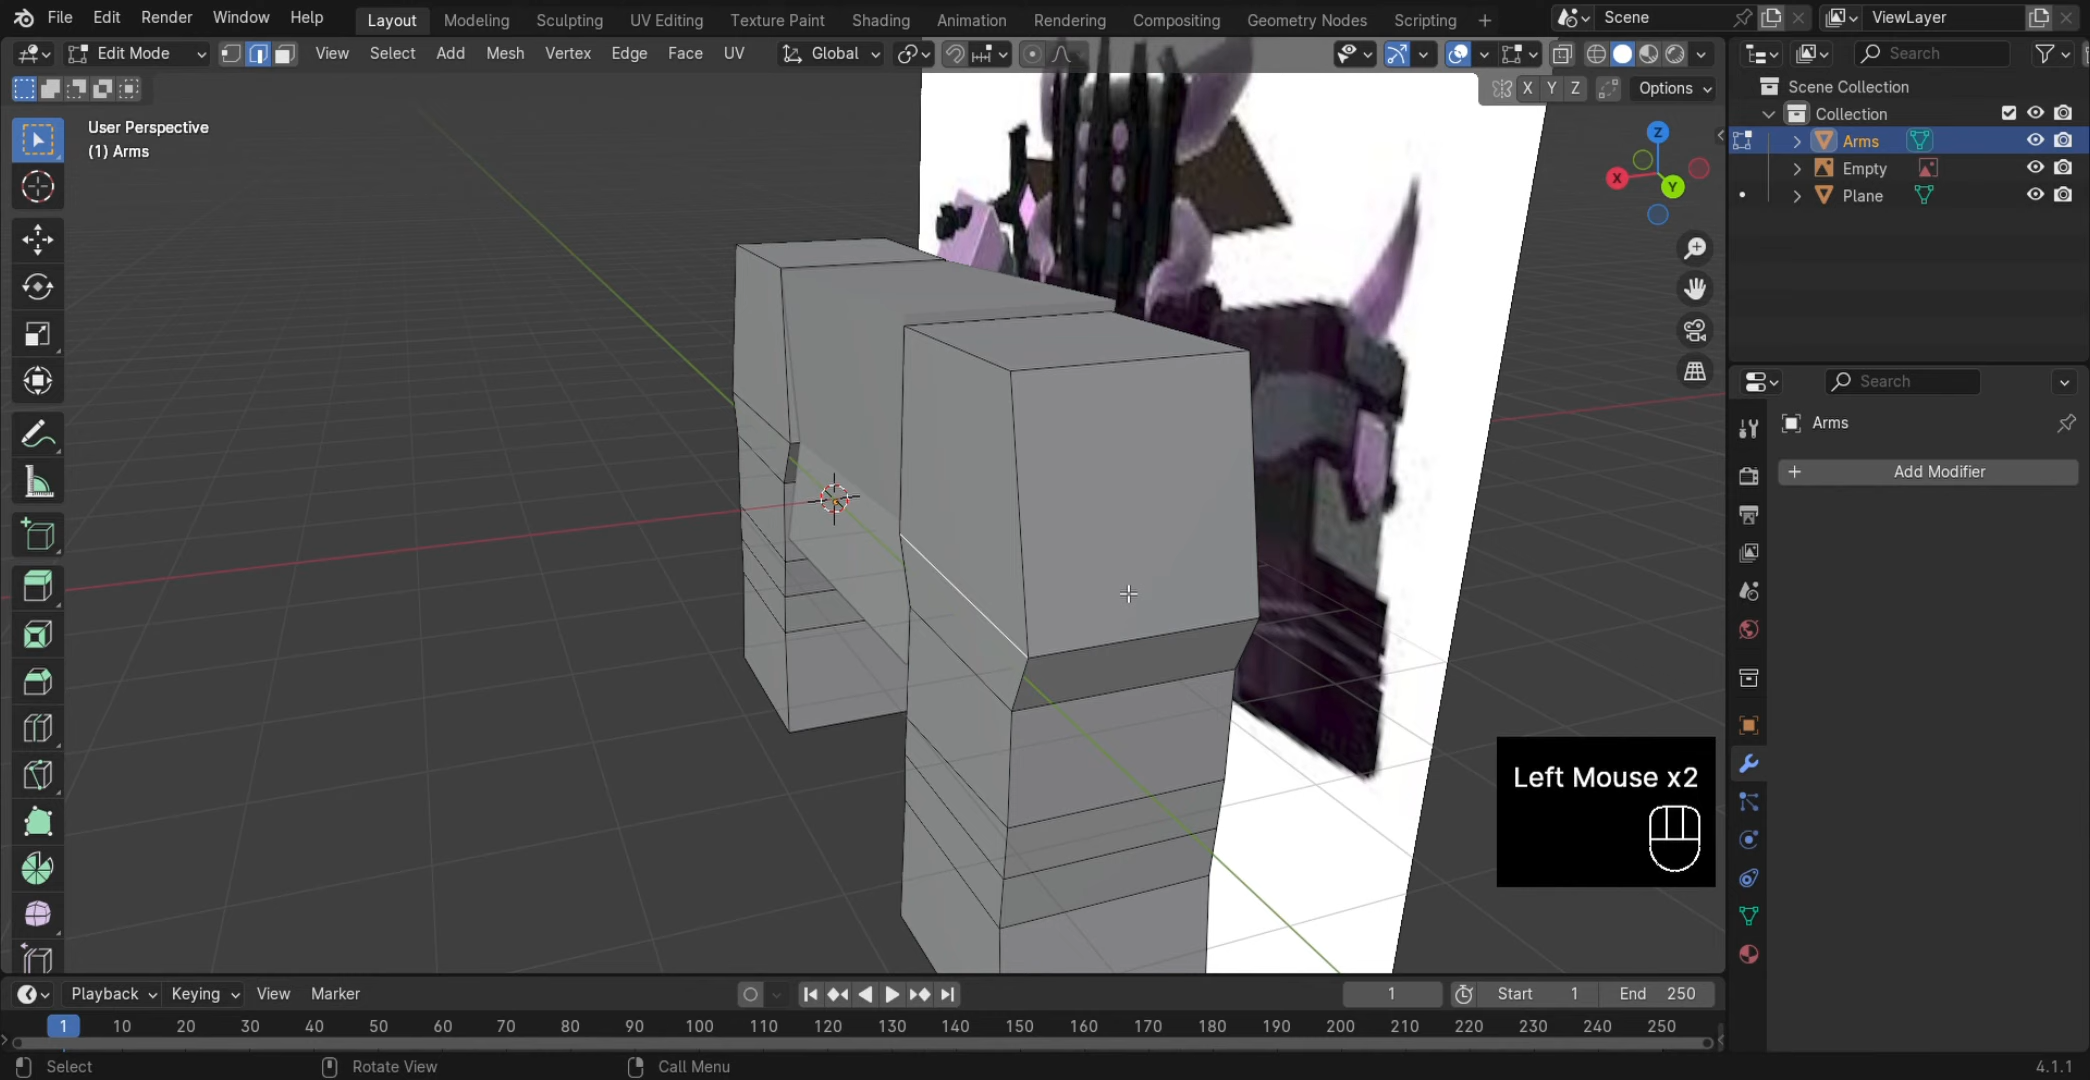 File Edit Render Window Help Layout Modeling Sculpting UV Editing Texture Paint Shading Animation Rendering Compositing Geometry Nodes Scripting + Scene ViewLayer
Edit Mode View Select Add Mesh Vertex Edge Face UV Global Search
X Y Z Options
Scene Collection
Collection
Arms
Empty
Plane
User Perspective
(1) Arms
Z
X
Y
Search
Arms
+ Add Modifier
Left Mouse x2
Playback Keying View Marker 1 Start 1 End 250
1 10 20 30 40 50 60 70 80 90 100 110 120 130 140 150 160 170 180 190 200 210 220 230 240 250
Select Rotate View Call Menu 4.1.1